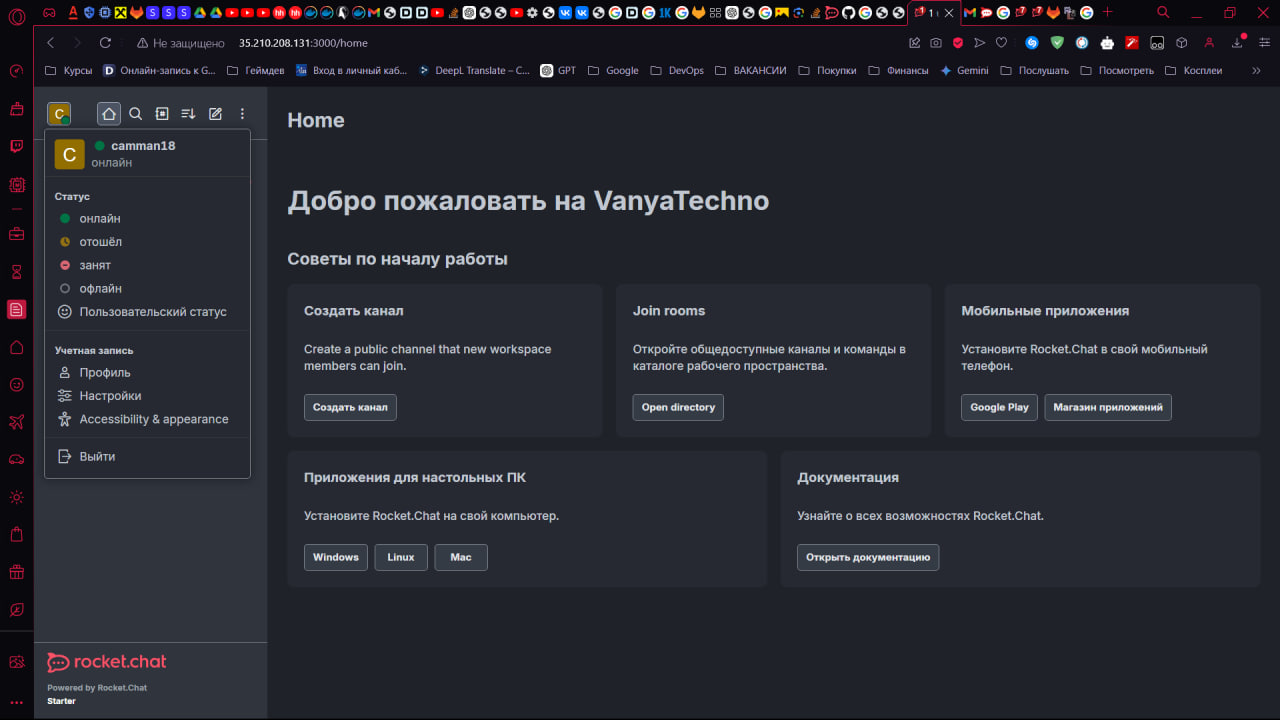 1
Не защищено
35.210.208.131:3000/home
Курсы
Онлайн-запись к G...
Геймдев
Вход в личный каб...
DeepL Translate – C...
GPT
Google
DevOps
ВАКАНСИИ
Покупки
Финансы
Gemini
Послушать
Посмотреть
Косплеи
C
C
camman18
онлайн
Статус
онлайн
отошёл
занят
офлайн
Пользовательский статус
Учетная запись
Профиль
Настройки
Accessibility & appearance
Выйти
rocket.chat
Powered by Rocket.Chat
Starter
Home
Добро пожаловать на VanyaTechno
Советы по началу работы
Создать канал
Create a public channel that new workspace
members can join.
Создать канал
Join rooms
Откройте общедоступные каналы и команды в
каталоге рабочего пространства.
Open directory
Мобильные приложения
Установите Rocket.Chat в свой мобильный
телефон.
Google Play
Магазин приложений
Приложения для настольных ПК
Установите Rocket.Chat на свой компьютер.
Windows
Linux
Mac
Документация
Узнайте о всех возможностях Rocket.Chat.
Открыть документацию